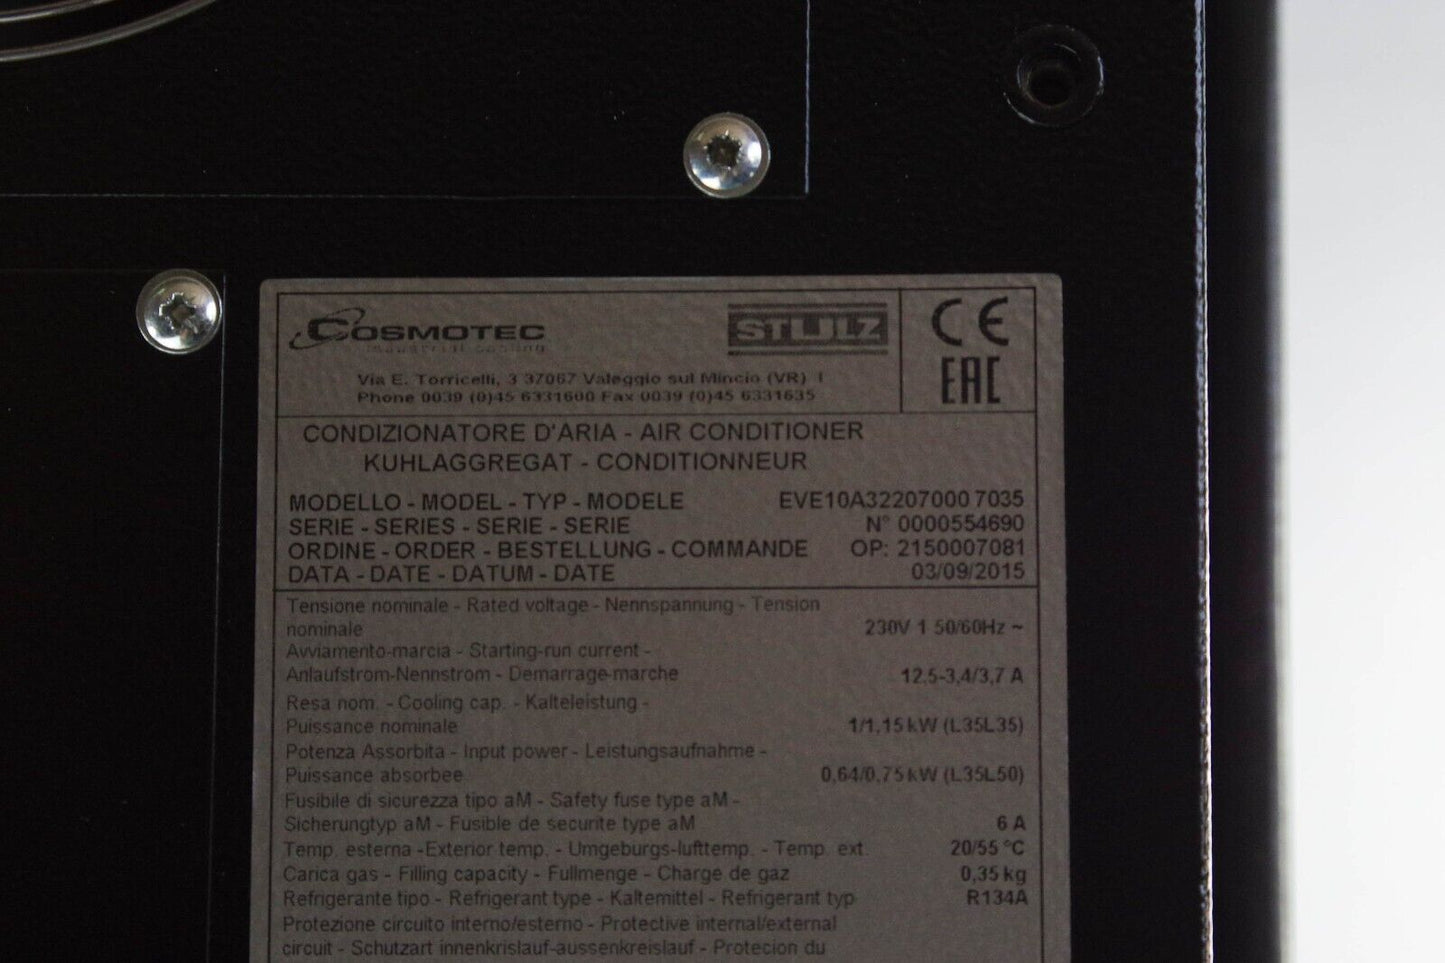 COSMOTEC
industrial cooling
STULZ
CE
EAC
Via E. Torricelli, 3 37067 Valeggio sul Mincio (VR) I
Phone 0039 (0)45 6331600 Fax 0039 (0)45 6331635
CONDIZIONATORE D'ARIA - AIR CONDITIONER
KUHLAGGREGAT - CONDITIONNEUR
MODELLO - MODEL - TYP - MODELE EVE10A32207000 7035
SERIE - SERIES - SERIE - SERIE N° 0000554690
ORDINE - ORDER - BESTELLUNG - COMMANDE OP: 2150007081
DATA - DATE - DATUM - DATE 03/09/2015
Tensione nominale - Rated voltage - Nennspannung - Tension
nominale 230V 1 50/60Hz ~
Avviamento-marcia - Starting-run current -
Anlaufstrom-Nennstrom - Demarrage-marche 12,5-3,4/3,7 A
Resa nom. - Cooling cap. - Kalteleistung -
Puissance nominale 1/1,15 kW (L35L35)
Potenza Assorbita - Input power - Leistungsaufnahme -
Puissance absorbee 0,64/0,75 kW (L35L50)
Fusibile di sicurezza tipo aM - Safety fuse type aM -
Sicherungtyp aM - Fusible de securite type aM 6 A
Temp. esterna -Exterior temp. - Umgeburgs-lufttemp. - Temp. ext. 20/55 °C
Carica gas - Filling capacity - Fullmenge - Charge de gaz 0,35 kg
Refrigerante tipo - Refrigerant type - Kaltemittel - Refrigerant typ R134A
Protezione circuito interno/esterno - Protective internal/external
circuit - Schutzart innenkrislauf-aussenkreislauf - Protecion du